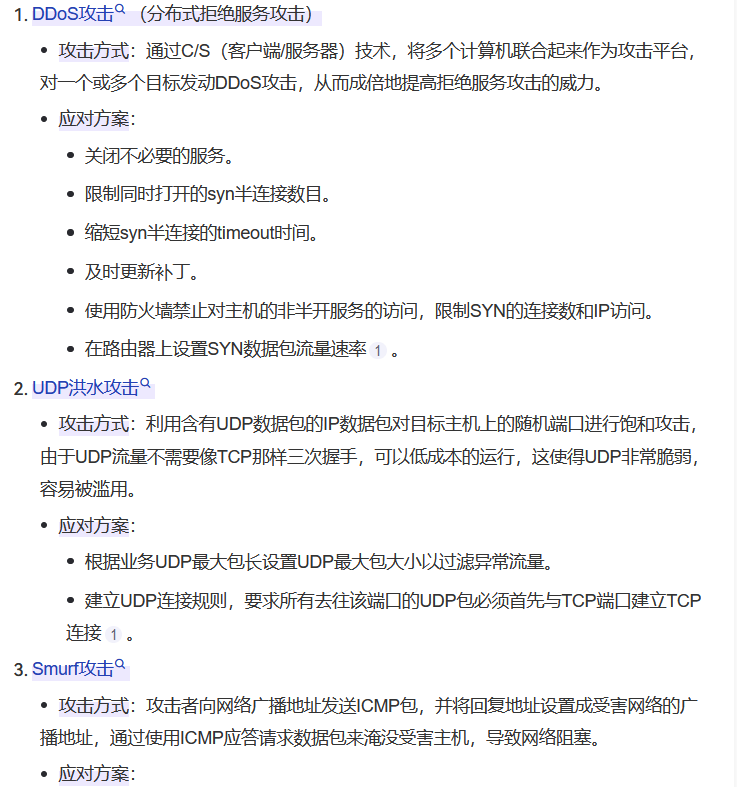 1. DDoS攻击（分布式拒绝服务攻击）
• 攻击方式：通过C/S（客户端/服务器）技术，将多个计算机联合起来作为攻击平台，
对一个或多个目标发动DDoS攻击，从而成倍地提高拒绝服务攻击的威力。
• 应对方案：
• 关闭不必要的服务。
• 限制同时打开的syn半连接数目。
• 缩短syn半连接的timeout时间。
• 及时更新补丁。
• 使用防火墙禁止对主机的非半开服务的访问，限制SYN的连接数和IP访问。
• 在路由器上设置SYN数据包流量速率 1 。
2. UDP洪水攻击
• 攻击方式：利用含有UDP数据包的IP数据包对目标主机上的随机端口进行饱和攻击，
由于UDP流量不需要像TCP那样三次握手，可以低成本的运行，这使得UDP非常脆弱，
容易被滥用。
• 应对方案：
• 根据业务UDP最大包长设置UDP最大包大小以过滤异常流量。
• 建立UDP连接规则，要求所有去往该端口的UDP包必须首先与TCP端口建立TCP
连接 1 。
3. Smurf攻击
• 攻击方式：攻击者向网络广播地址发送ICMP包，并将回复地址设置成受害网络的广
播地址，通过使用ICMP应答请求数据包来淹没受害主机，导致网络阻塞。
• 应对方案：